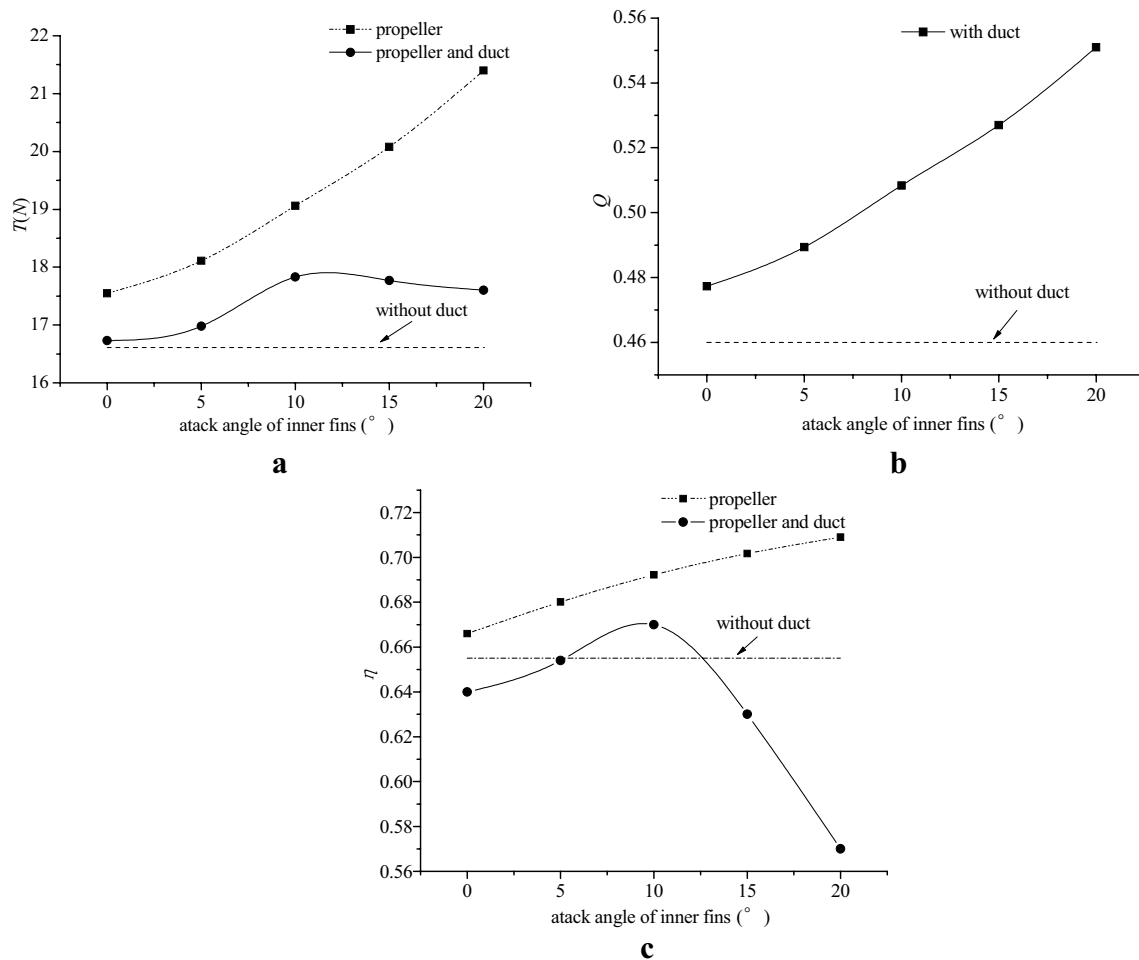 propeller
propeller and duct
22
21
20
19
18
17
16
T(N)
without duct
0 5 10 15 20
atack angle of inner fins (° )
a
with duct
0.56
0.54
0.52
0.50
0.48
0.46
Q
without duct
0 5 10 15 20
atack angle of inner fins (° )
b
propeller
propeller and duct
0.72
0.70
0.68
0.66
0.64
0.62
0.60
0.58
0.56
η
without duct
0 5 10 15 20
atack angle of inner fins (° )
c